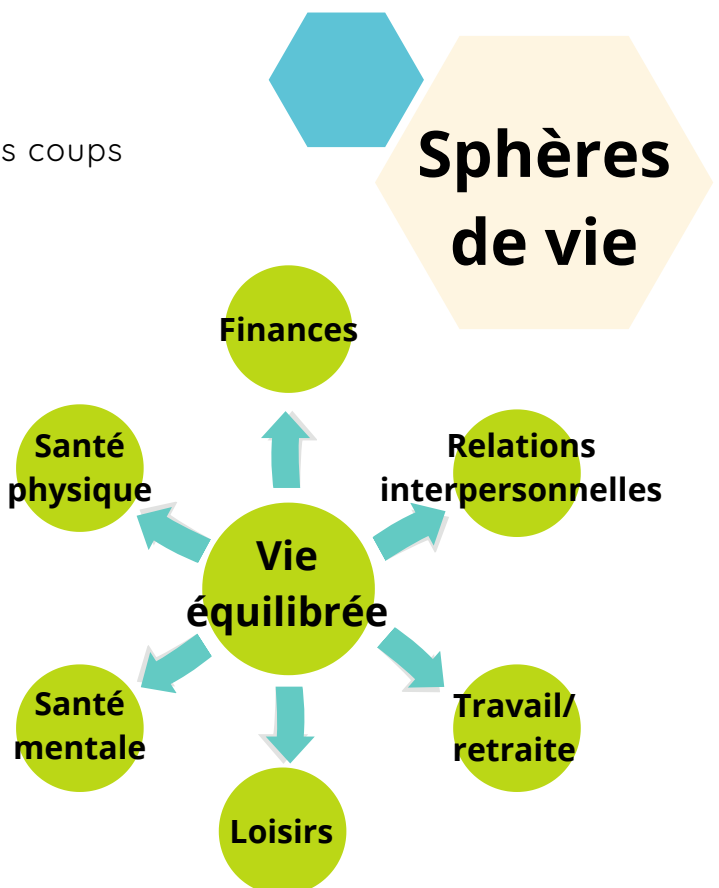 s coups
Sphères
de vie
Finances
Santé
physique
Relations
interpersonnelles
Vie
équilibrée
Santé
mentale
Travail/
retraite
Loisirs